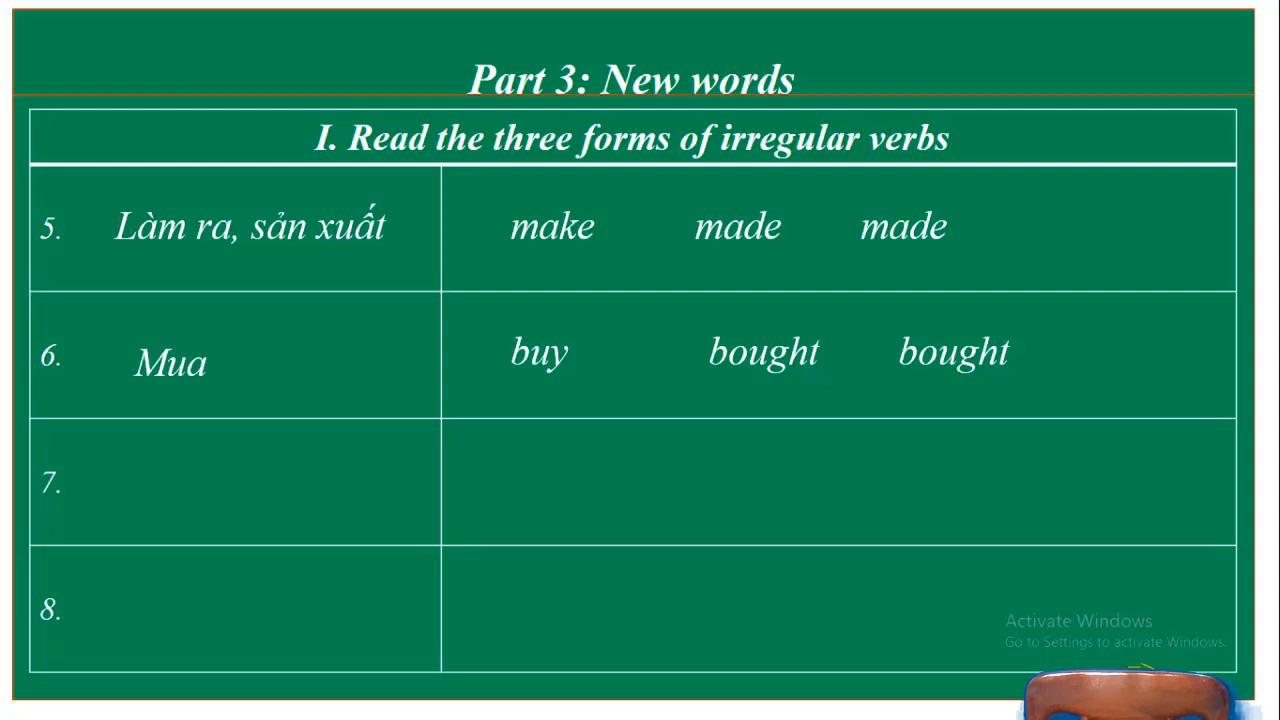 Part 3: New words
I. Read the three forms of irregular verbs
5. Làm ra, sản xuất make made made
6. Mua buy bought bought
7.
8.
Activate Windows
Go to Settings to activate Windows.